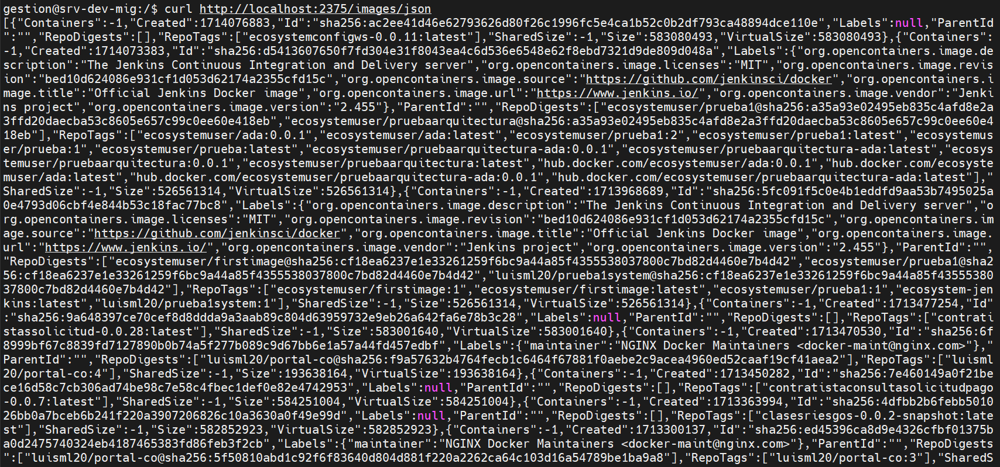 gestion@srv-dev-mig:/$ curl http://localhost:2375/images/json
[{"Containers":-1,"Created":1714076883,"Id":"sha256:ac2ee41d46e62793626d80f26c1996fc5e4ca1b52c0b2df793ca48894dce110e","Labels":null,"ParentId
":"","RepoDigests":[],"RepoTags":["ecosystemconfigws-0.0.11:latest"],"SharedSize":-1,"Size":583080493,"VirtualSize":583080493},{"Containers":
-1,"Created":1714073383,"Id":"sha256:d5413607650f7fd304e31f8043ea4c6d536e6548e62f8ebd7321d9de809d048a","Labels":{"org.opencontainers.image.de
scription":"The Jenkins Continuous Integration and Delivery server","org.opencontainers.image.licenses":"MIT","org.opencontainers.image.revis
ion":"bed10d624086e931cf1d053d62174a2355cfd15c","org.opencontainers.image.source":"https://github.com/jenkinsci/docker","org.opencontainers.i
mage.title":"Official Jenkins Docker image","org.opencontainers.image.url":"https://www.jenkins.io/","org.opencontainers.image.vendor":"Jenki
ns project","org.opencontainers.image.version":"2.455"},"ParentId":"","RepoDigests":["ecosystemuser/prueba1@sha256:a35a93e02495eb835c4afd8e2a
3ffd20daecba53c8605e657c99c0ee60e418eb","ecosystemuser/pruebaarquitectura@sha256:a35a93e02495eb835c4afd8e2a3ffd20daecba53c8605e657c99c0ee60e4
18eb"],"RepoTags":["ecosystemuser/ada:0.0.1","ecosystemuser/ada:latest","ecosystemuser/prueba1:2","ecosystemuser/prueba1:latest","ecosystemus
er/prueba:1","ecosystemuser/prueba:latest","ecosystemuser/pruebaarquitectura-ada:0.0.1","ecosystemuser/pruebaarquitectura-ada:latest","ecosys
temuser/pruebaarquitectura:0.0.1","ecosystemuser/pruebaarquitectura:latest","hub.docker.com/ecosystemuser/ada:0.0.1","hub.docker.com/ecosyste
muser/ada:latest","hub.docker.com/ecosystemuser/pruebaarquitectura-ada:0.0.1","hub.docker.com/ecosystemuser/pruebaarquitectura-ada:latest"],"
SharedSize":-1,"Size":526561314,"VirtualSize":526561314},{"Containers":-1,"Created":1713968689,"Id":"sha256:5fc091f5c0e4b1eddfd9aa53b7495025a
0e4793d06cbf4e844b53c18fac77bc8","Labels":{"org.opencontainers.image.description":"The Jenkins Continuous Integration and Delivery server","o
rg.opencontainers.image.licenses":"MIT","org.opencontainers.image.revision":"bed10d624086e931cf1d053d62174a2355cfd15c","org.opencontainers.im
age.source":"https://github.com/jenkinsci/docker","org.opencontainers.image.title":"Official Jenkins Docker image","org.opencontainers.image.
url":"https://www.jenkins.io/","org.opencontainers.image.vendor":"Jenkins project","org.opencontainers.image.version":"2.455"},"ParentId":"",
"RepoDigests":["ecosystemuser/firstimage@sha256:cf18ea6237e1e33261259f6bc9a44a85f4355538037800c7bd82d4460e7b4d42","ecosystemuser/prueba1@sha2
56:cf18ea6237e1e33261259f6bc9a44a85f4355538037800c7bd82d4460e7b4d42","luisml20/prueba1system@sha256:cf18ea6237e1e33261259f6bc9a44a85f43555380
37800c7bd82d4460e7b4d42"],"RepoTags":["ecosystemuser/firstimage:1","ecosystemuser/firstimage:latest","ecosystemuser/prueba1:1","ecosystem-jen
kins:latest","luisml20/prueba1system:1"],"SharedSize":-1,"Size":526561314,"VirtualSize":526561314},{"Containers":-1,"Created":1713477254,"Id"
:"sha256:9a648397ce70cef8d8ddda9a3aab89c804d63959732e9eb26a642fa6e78b3c28","Labels":null,"ParentId":"","RepoDigests":[],"RepoTags":["contrati
stassolicitud-0.0.28:latest"],"SharedSize":-1,"Size":583001640,"VirtualSize":583001640},{"Containers":-1,"Created":1713470530,"Id":"sha256:6f
8999bf67c8839fd7127890b0b74a5f277b089c9d67bb6e1a57a44fd457edbf","Labels":{"maintainer":"NGINX Docker Maintainers <docker-maint@nginx.com>"},"
ParentId":"","RepoDigests":["luisml20/portal-co@sha256:f9a57632b4764fecb1c6464f67881f0aebe2c9acea4960ed52caaf19cf41aea2"],"RepoTags":["luisml
20/portal-co:4"],"SharedSize":-1,"Size":193638164,"VirtualSize":193638164},{"Containers":-1,"Created":1713450282,"Id":"sha256:7e460149a0f21be
ce16d58c7cb306ad74be98c7e58c4fbec1def0e82e4742953","Labels":null,"ParentId":"","RepoDigests":[],"RepoTags":["contratistaconsultasolicitudpago
-0.0.7:latest"],"SharedSize":-1,"Size":584251004,"VirtualSize":584251004},{"Containers":-1,"Created":1713363994,"Id":"sha256:4dfbb2b6febb5010
26bb0a7bceb6b241f220a3907206826c10a3630a0f49e99d","Labels":null,"ParentId":"","RepoDigests":[],"RepoTags":["clasesriesgos-0.0.2-snapshot:late
st"],"SharedSize":-1,"Size":582852923,"VirtualSize":582852923},{"Containers":-1,"Created":1713300137,"Id":"sha256:ed45396ca8d9e4326cfbf01375b
a0d2475740324eb4187465383fd86feb3f2cb","Labels":{"maintainer":"NGINX Docker Maintainers <docker-maint@nginx.com>"},"ParentId":"","RepoDigests
":["luisml20/portal-co@sha256:5f50810abd1c92f6f83640d804d881f220a2262ca64c103d16a54789be1ba9a8"],"RepoTags":["luisml20/portal-co:3"],"SharedS